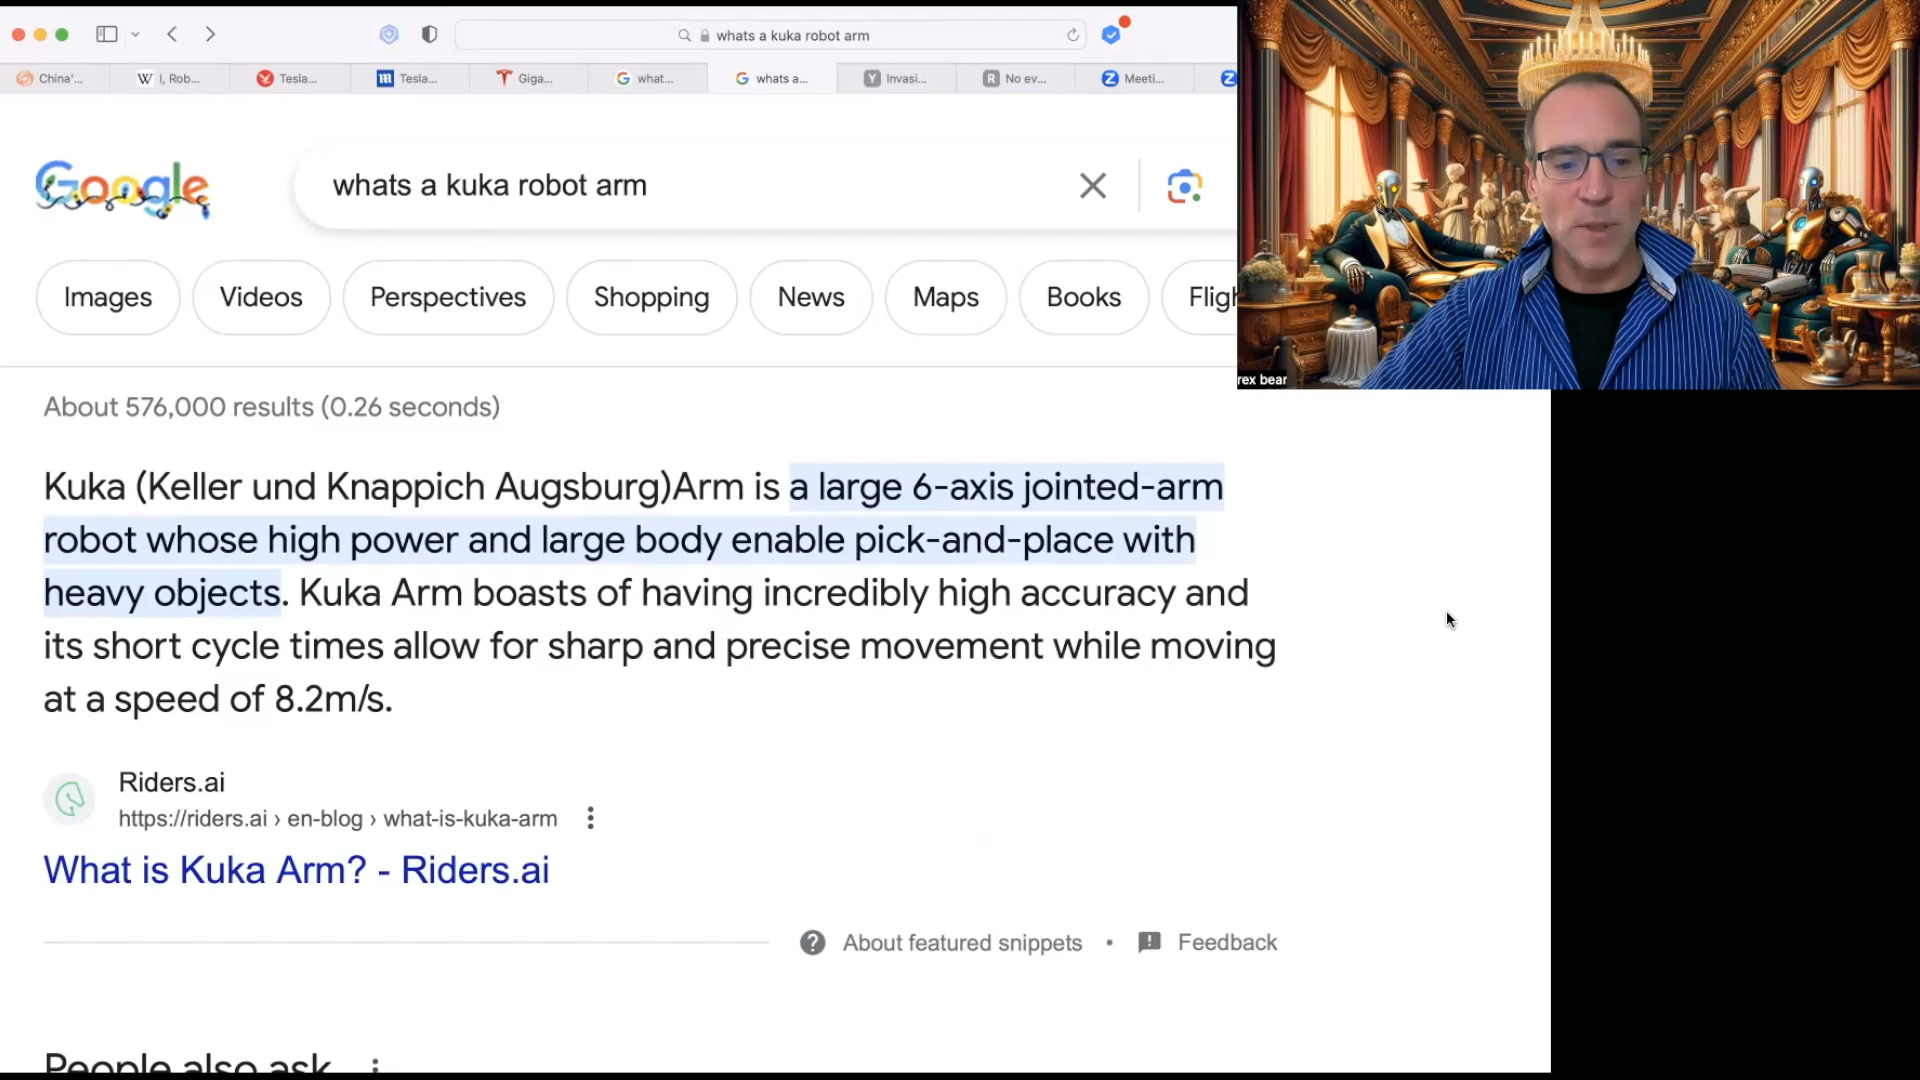 whats a kuka robot arm
China'...
I, Rob...
Tesla...
Tesla...
Giga...
what...
whats a...
Invasi...
No ev...
Meeti...
Google
whats a kuka robot arm
Images
Videos
Perspectives
Shopping
News
Maps
Books
Fligh
rex bear
About 576,000 results (0.26 seconds)
Kuka (Keller und Knappich Augsburg)Arm is a large 6-axis jointed-arm
robot whose high power and large body enable pick-and-place with
heavy objects. Kuka Arm boasts of having incredibly high accuracy and
its short cycle times allow for sharp and precise movement while moving
at a speed of 8.2m/s.
Riders.ai
https://riders.ai › en-blog › what-is-kuka-arm
What is Kuka Arm? - Riders.ai
About featured snippets • Feedback
People also ask